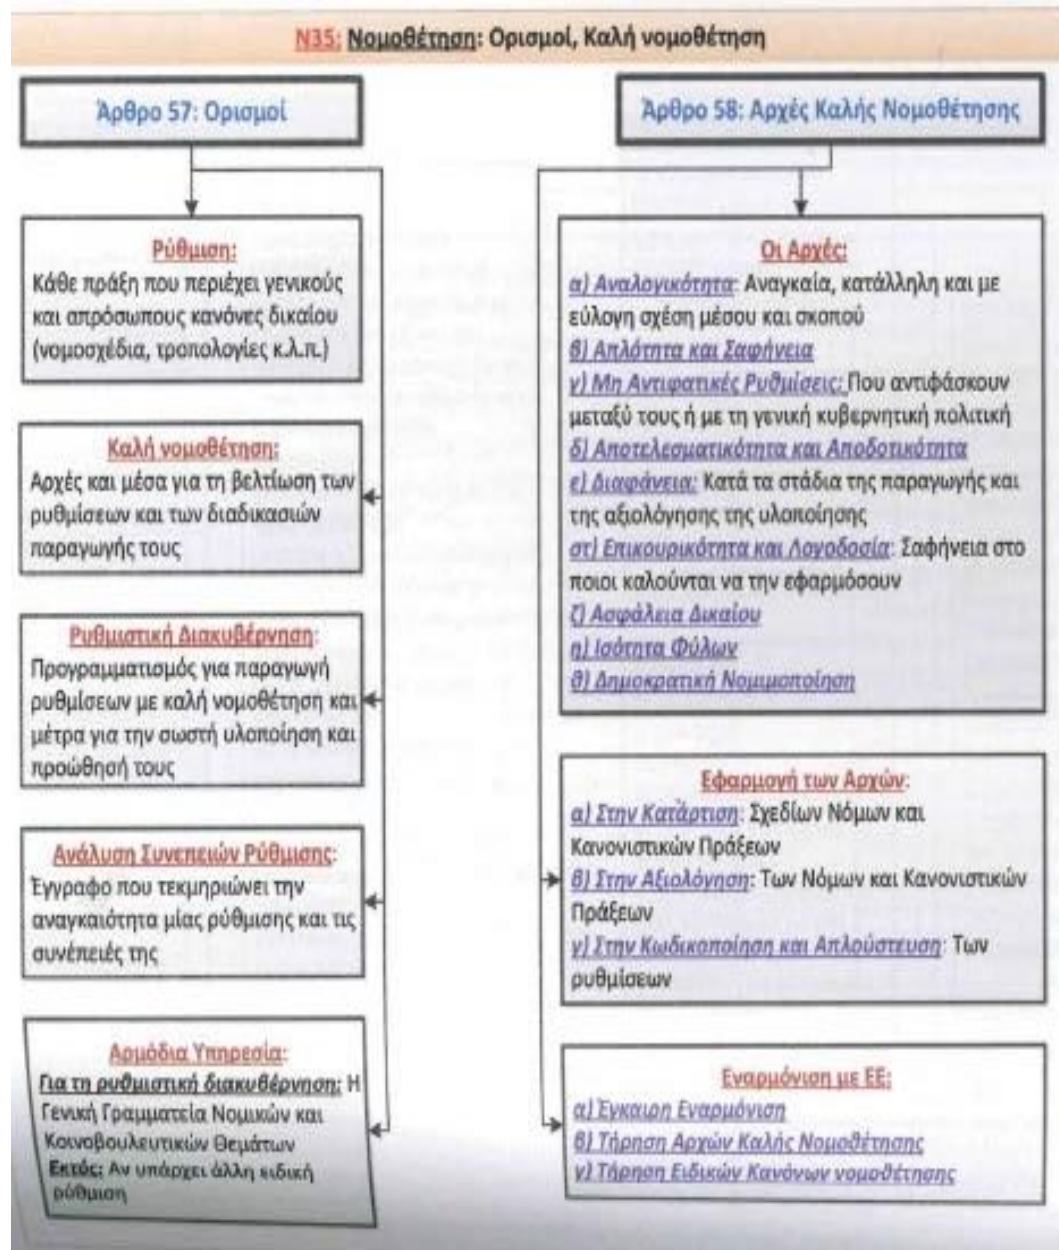 Ν35: Νομοθέτηση: Ορισμοί, Καλή νομοθέτηση
Άρθρο 57: Ορισμοί
Ρύθμιση:
Κάθε πράξη που περιέχει γενικούς
και απρόσωπους κανόνες δικαίου
(νομοσχέδια, τροπολογίες κ.λ.π.)
Καλή νομοθέτηση:
Αρχές και μέσα για τη βελτίωση των
ρυθμίσεων και των διαδικασιών
παραγωγής τους
Ρυθμιστική Διακυβέρνηση:
Προγραμματισμός για παραγωγή
ρυθμίσεων με καλή νομοθέτηση και
μέτρα για την σωστή υλοποίηση και
προώθησή τους
Ανάλυση Συνεπειών Ρύθμισης:
Έγγραφο που τεκμηριώνει την
αναγκαιότητα μίας ρύθμισης και τις
συνέπειές της
Αρμόδια Υπηρεσία:
Για τη ρυθμιστική διακυβέρνηση: Η
Γενική Γραμματεία Νομικών και
Κοινοβουλευτικών Θεμάτων
Εκτός: Αν υπάρχει άλλη ειδική
ρύθμιση
Άρθρο 58: Αρχές Καλής Νομοθέτησης
Οι Αρχές:
α) Αναλογικότητα: Αναγκαία, κατάλληλη και με
εύλογη σχέση μέσου και σκοπού
β) Απλότητα και Σαφήνεια
γ) Μη Αντιφατικές Ρυθμίσεις: Που αντιφάσκουν
μεταξύ τους ή με τη γενική κυβερνητική πολιτική
δ) Αποτελεσματικότητα και Αποδοτικότητα
ε) Διαφάνεια: Κατά τα στάδια της παραγωγής και
της αξιολόγησης της υλοποίησης
στ) Επικουρικότητα και Λογοδοσία: Σαφήνεια στο
ποιοι καλούνται να την εφαρμόσουν
ζ) Ασφάλεια Δικαίου
η) Ισότητα Φύλων
θ) Δημοκρατική Νομιμοποίηση
Εφαρμογή των Αρχών:
α) Στην Κατάρτιση: Σχεδίων Νόμων και
Κανονιστικών Πράξεων
β) Στην Αξιολόγηση: Των Νόμων και Κανονιστικών
Πράξεων
γ) Στην Κωδικοποίηση και Απλούστευση: Των
ρυθμίσεων
Εναρμόνιση με ΕΕ:
α) Έγκαιρη Εναρμόνιση
β) Τήρηση Αρχών Καλής Νομοθέτησης
γ) Τήρηση Ειδικών Κανόνων νομοθέτησης